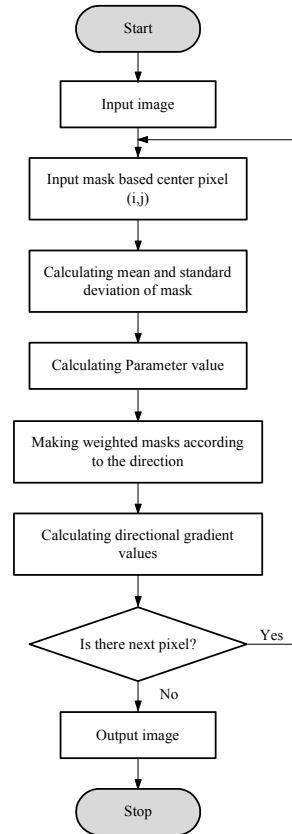 Start
Input image
Input mask based center pixel
(i,j)
Calculating mean and standard
deviation of mask
Calculating Parameter value
Making weighted masks according
to the direction
Calculating directional gradient
values
Is there next pixel?
Yes
No
Output image
Stop